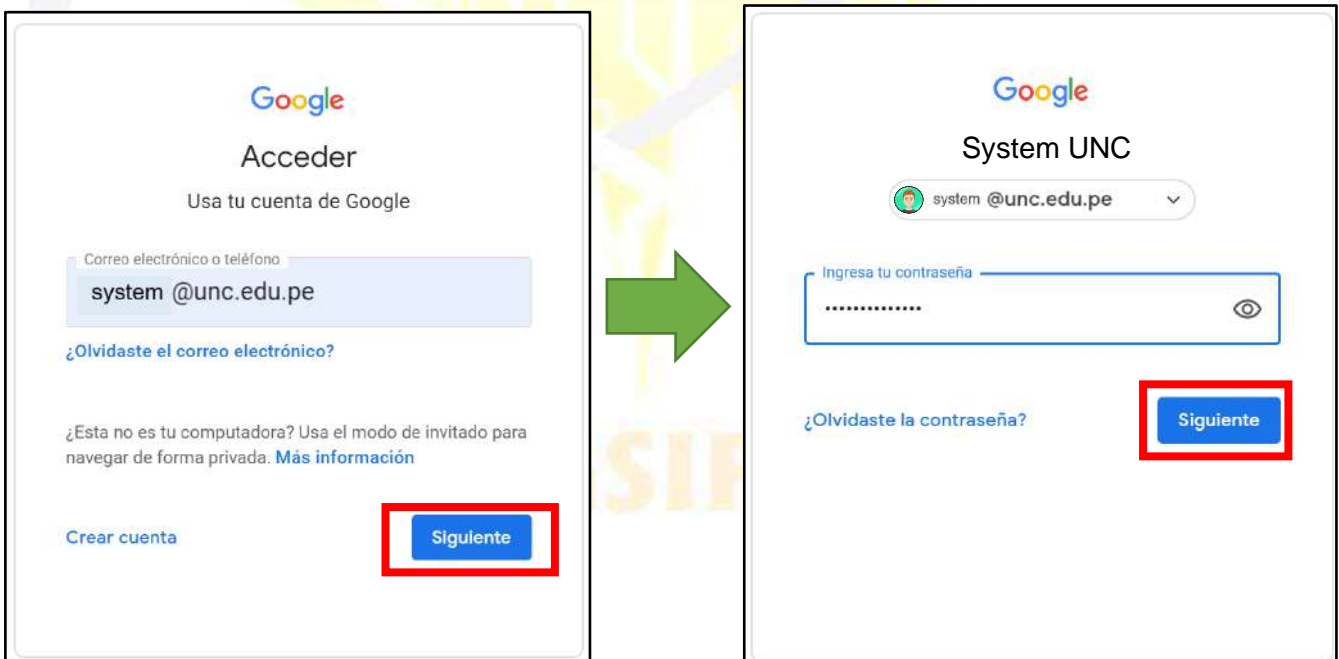 Google
Acceder
Usa tu cuenta de Google
Correo electrónico o teléfono
system @unc.edu.pe
¿Olvidaste el correo electrónico?
¿Esta no es tu computadora? Usa el modo de invitado para
navegar de forma privada. Más información
Crear cuenta
Siguiente
Google
System UNC
system @unc.edu.pe
Ingresa tu contraseña
••••••••••••••
¿Olvidaste la contraseña?
Siguiente